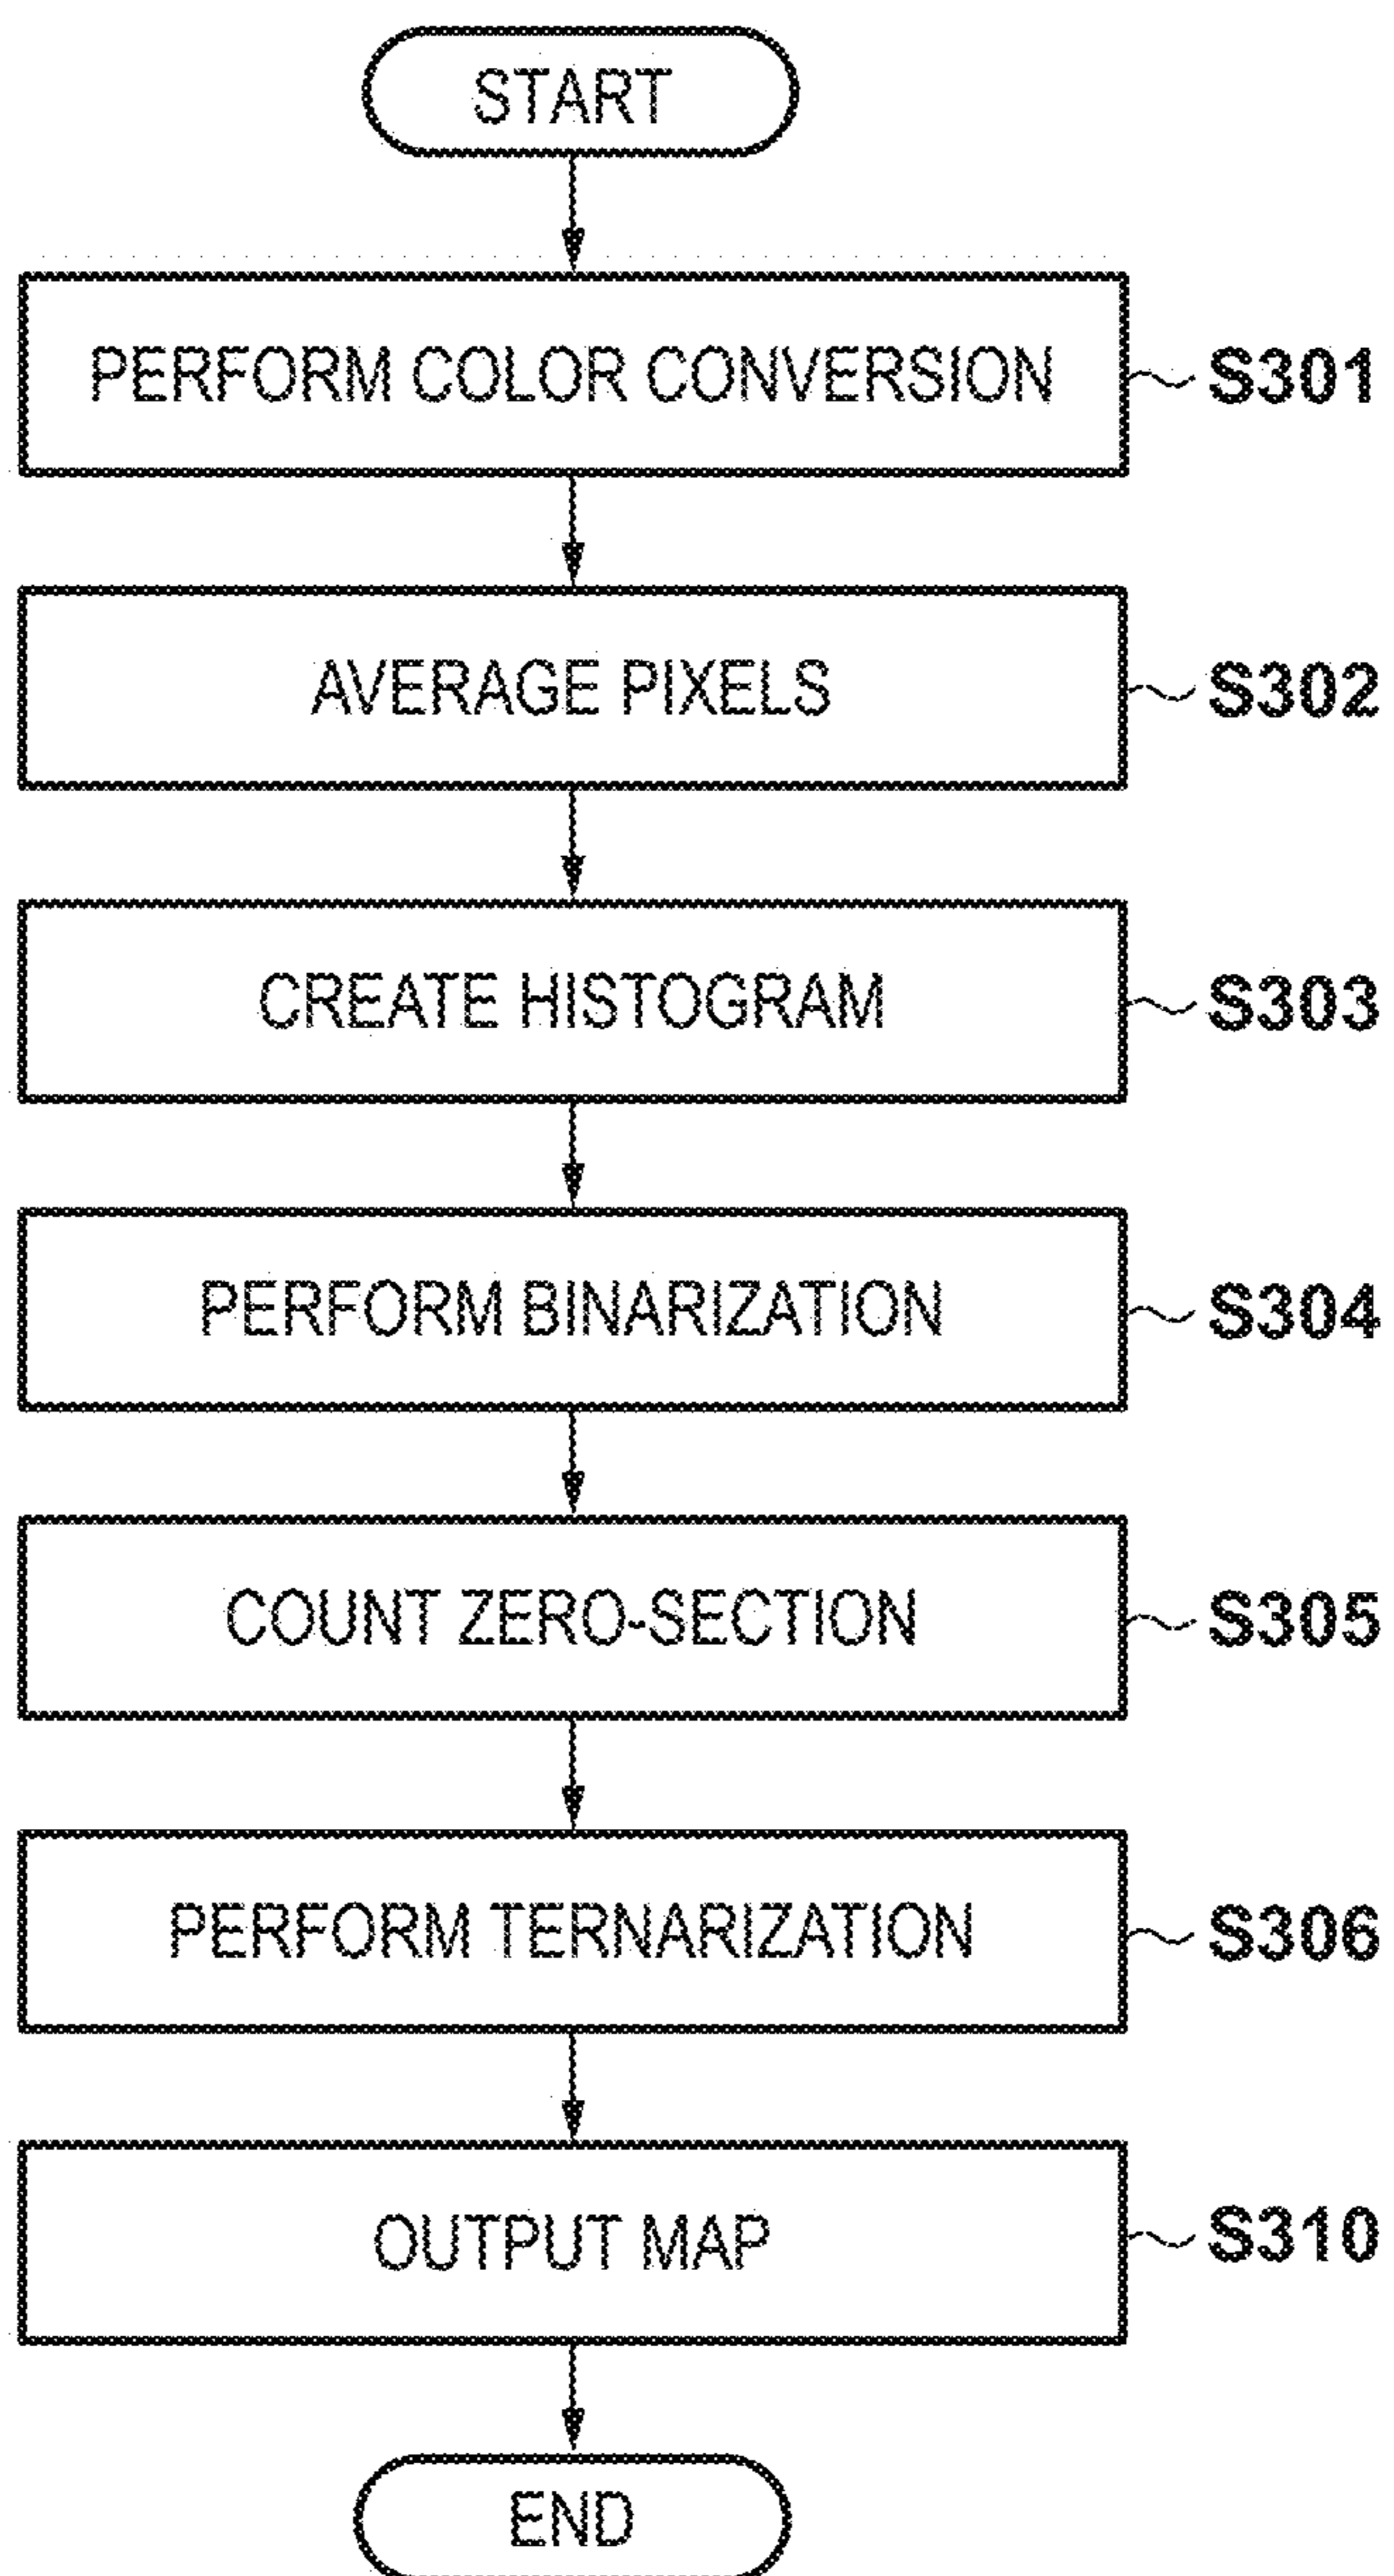 START
PERFORM COLOR CONVERSION S301
AVERAGE PIXELS S302
CREATE HISTOGRAM S303
PERFORM BINARIZATION S304
COUNT ZERO-SECTION S305
PERFORM TERNARIZATION S306
OUTPUT MAP S310
END